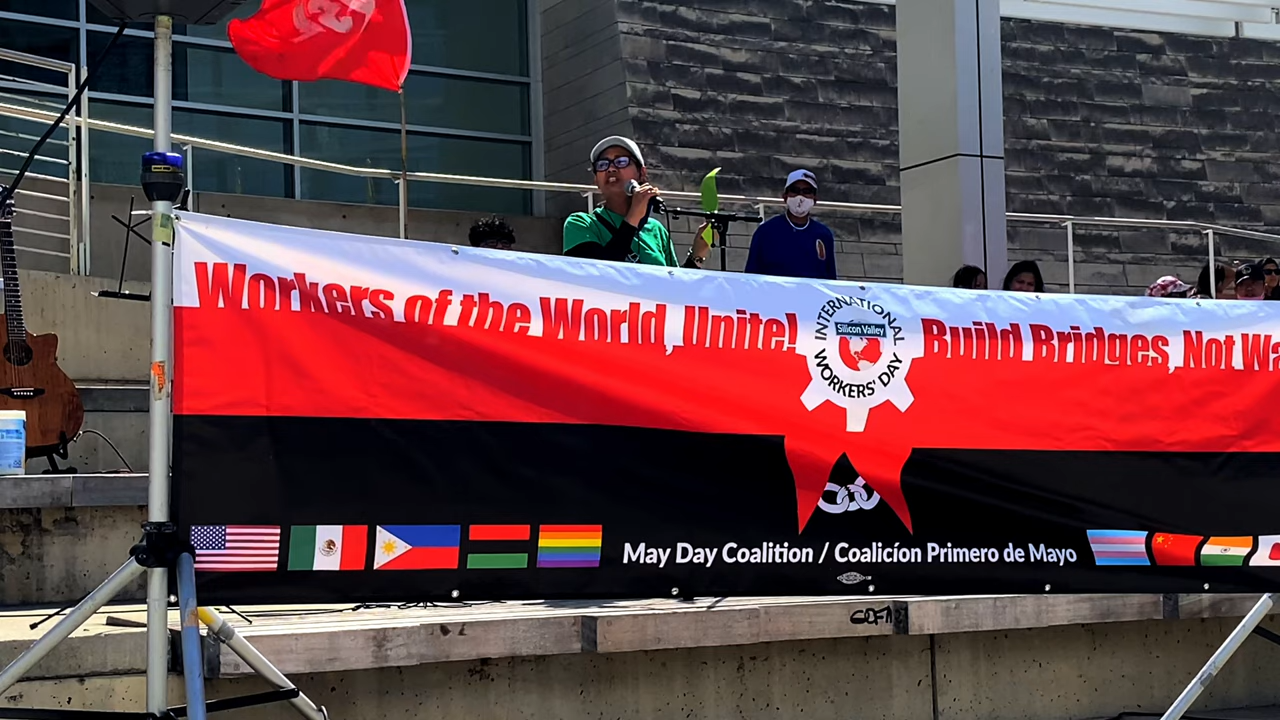 Workers of the World, Unite!
INTERNATIONAL
Silicon Valley
WORKERS' DAY
Build Bridges, Not
May Day Coalition / Coalicíon Primero de Mayo